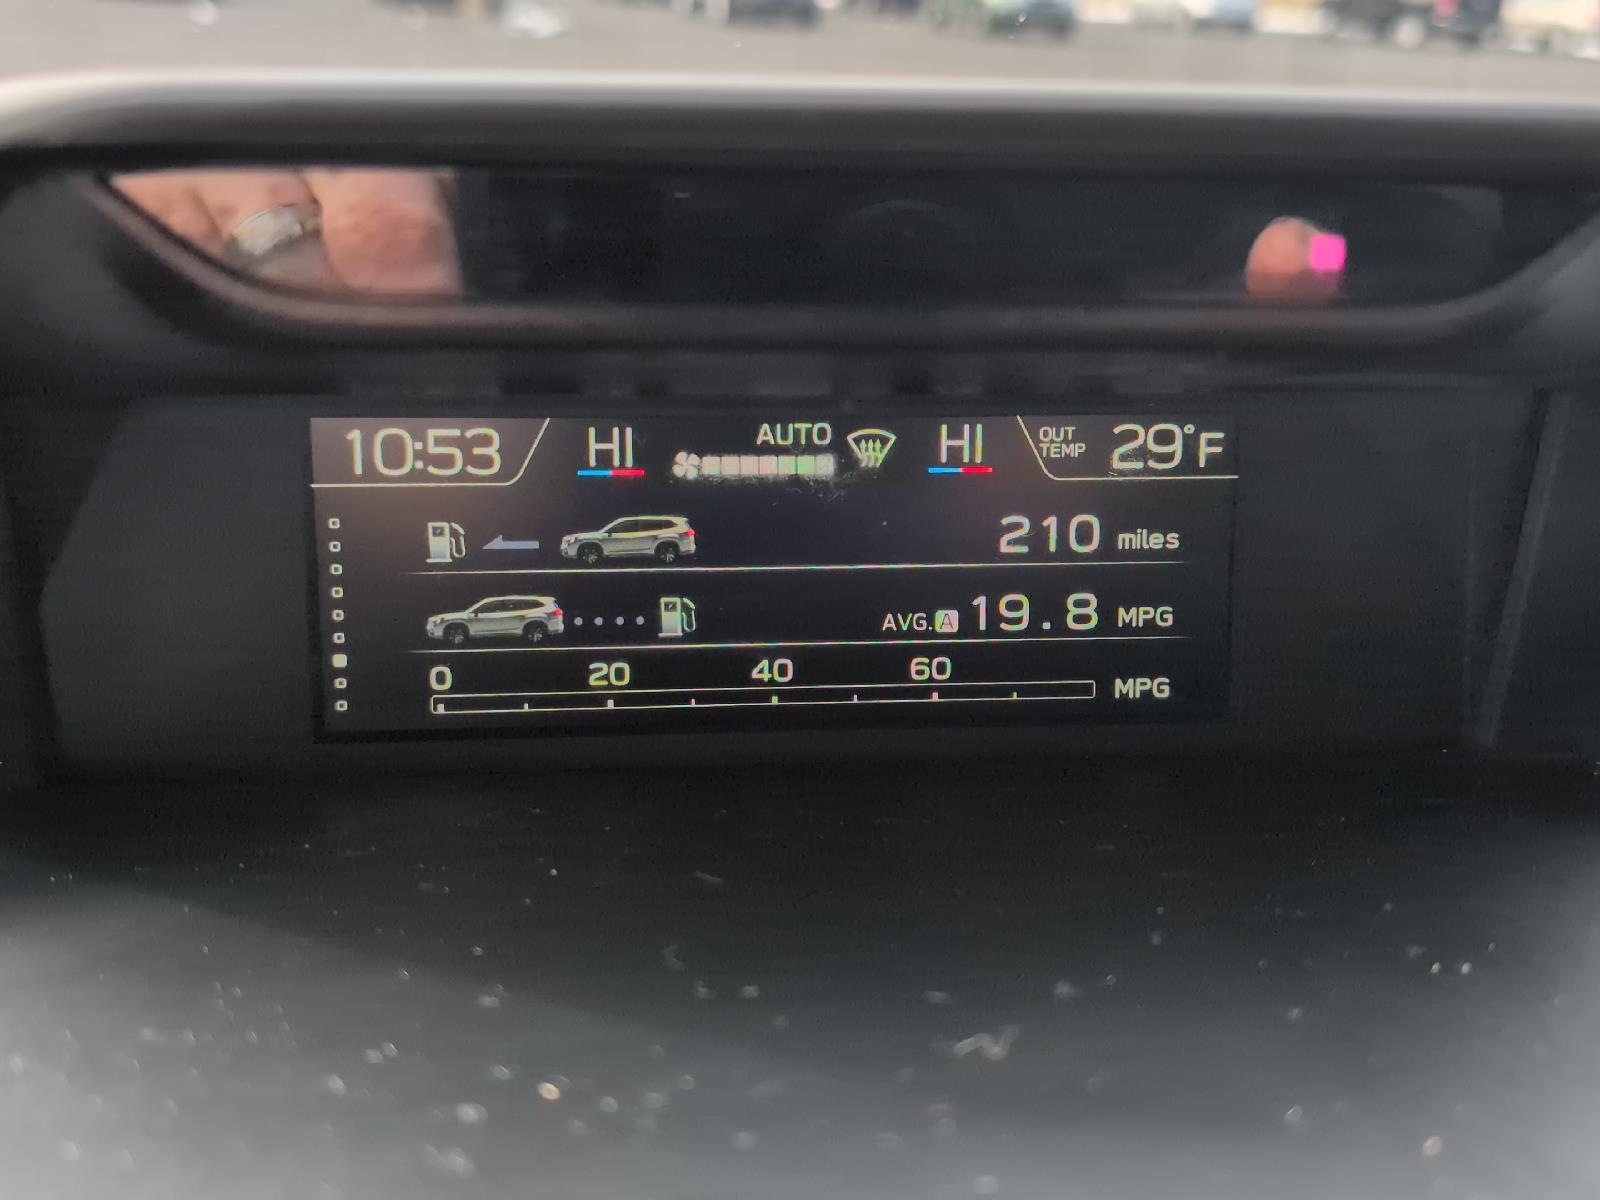 10:53 HI AUTO HI OUT TEMP 29°F
210 miles
AVG. A 19.8 MPG
0 20 40 60
MPG